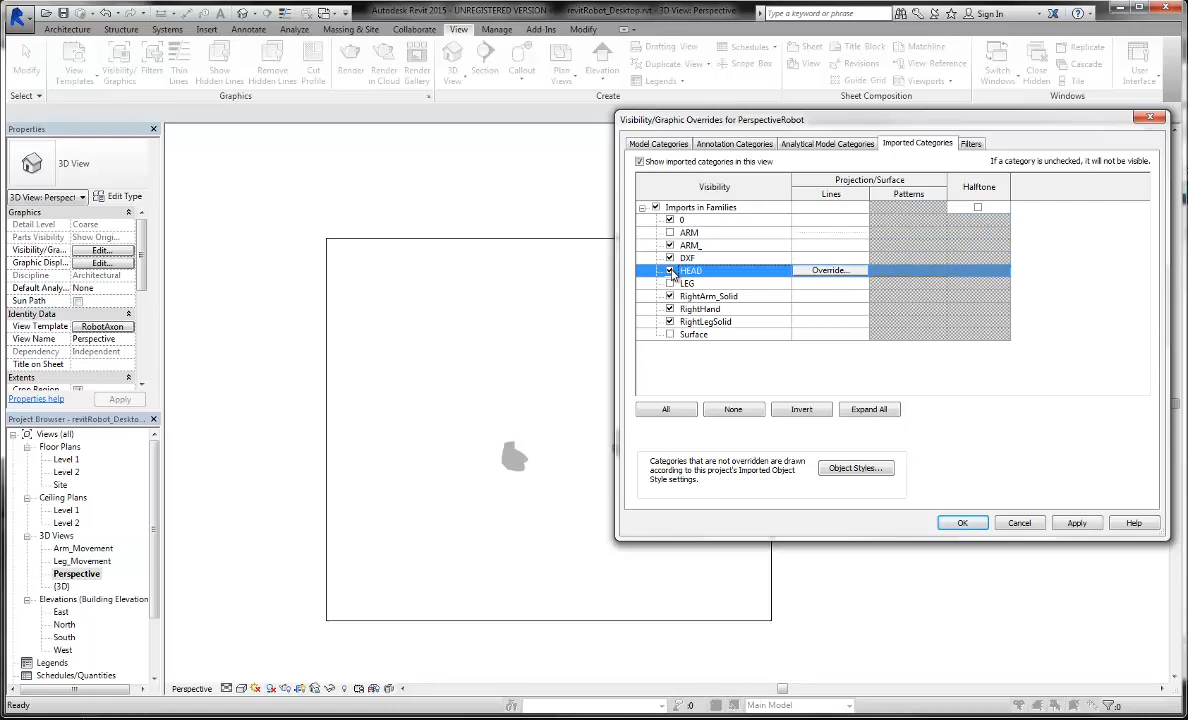 Autodesk Revit 2015 - UNREGISTERED VERSION - revitRobot_Desktop.rvt - 3D View: Perspective
Type a keyword or phrase
Sign In
Architecture Structure Systems Insert Annotate Analyze Massing & Site Collaborate View Manage Add-Ins Modify
Modify View Templates Visibility/ Graphics Filters Thin Lines Show Hidden Lines Remove Hidden Lines Cut Profile Render Render in Cloud Render Gallery 3D View Section Callout Plan Views Elevation
Drafting View
Duplicate View
Legends
Schedules
Scope Box
Sheet
View
Title Block
Revisions
Guide Grid
Matchline
View Reference
Viewports
Switch Windows Close Hidden
Replicate
Cascade
Tile
User Interface
Select Graphics Create Sheet Composition Windows
Properties
3D View
3D View: Perspect
Edit Type
Graphics
Detail Level Coarse
Parts Visibility Show Origi...
Visibility/Gra... Edit...
Graphic Displ... Edit...
Discipline Architectural
Default Analy... None
Sun Path
Identity Data
View Template RobotAxon
View Name Perspective
Dependency Independent
Title on Sheet
Extents
Crop Region
Properties help
Apply
Project Browser - revitRobot_Deskto...
Views (all)
Floor Plans
Level 1
Level 2
Site
Ceiling Plans
Level 1
Level 2
3D Views
Arm_Movement
Leg_Movement
Perspective
{3D}
Elevations (Building Elevation
East
North
South
West
Legends
Schedules/Quantities
Visibility/Graphic Overrides for PerspectiveRobot
Model Categories Annotation Categories Analytical Model Categories Imported Categories Filters
Show imported categories in this view
If a category is unchecked, it will not be visible.
Visibility
Projection/Surface
Halftone
Lines Patterns
Imports in Families
0
ARM
ARM_
DXF
HEAD Override...
LEG
RightArm_Solid
RightHand
RightLegSolid
Surface
All None Invert Expand All
Categories that are not overridden are drawn
according to this project's Imported Object
Style settings.
Object Styles...
OK Cancel Apply Help
Perspective
Ready
:0
Main Model
:0